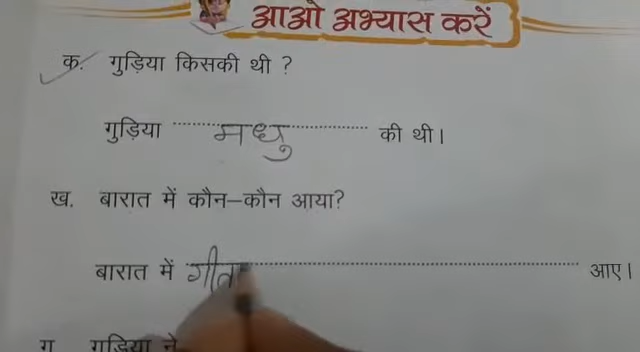 आओ अभ्यास करें
क. गुड़िया किसकी थी ?
गुड़िया मधु की थी।
ख. बारात में कौन–कौन आया?
बारात में गीता आए।
ग गुड़िया ने